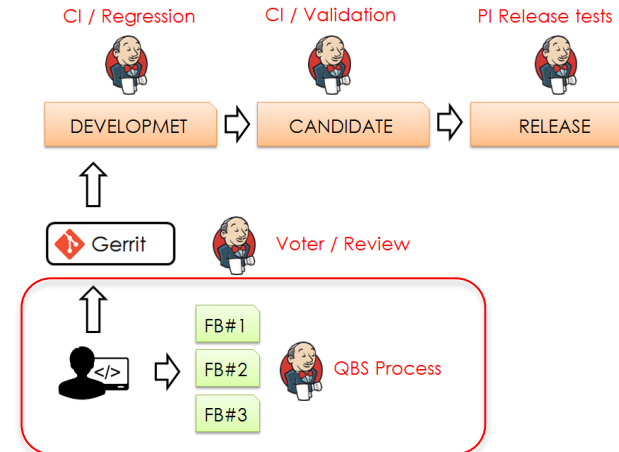 CI / Regression
CI / Validation
PI Release tests
DEVELOPMET
CANDIDATE
RELEASE
Gerrit
Voter / Review
</>
FB#1
FB#2
FB#3
QBS Process